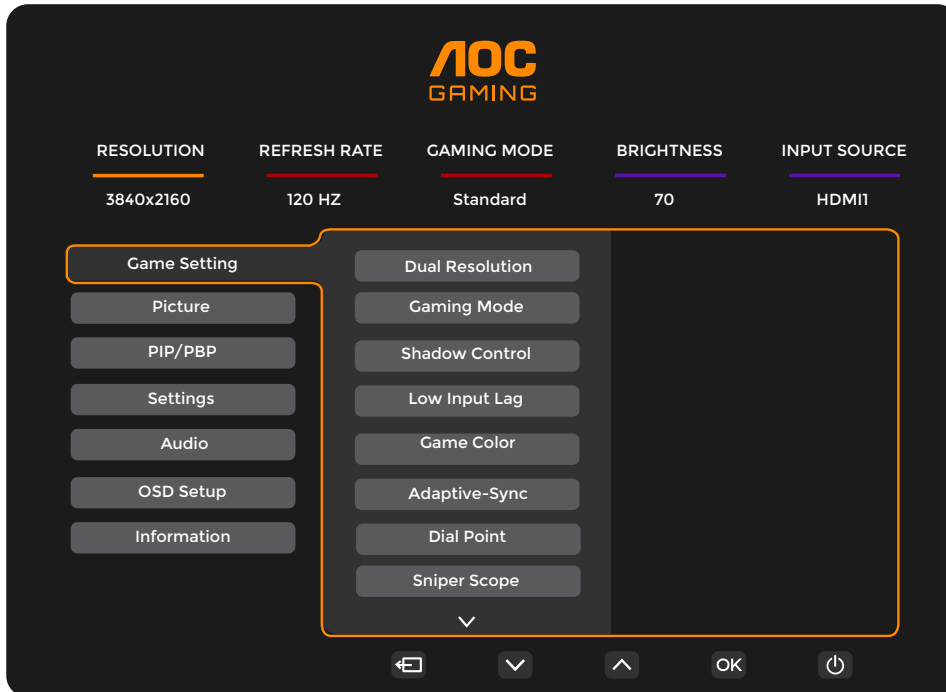 AOC
GAMING
RESOLUTION REFRESH RATE GAMING MODE BRIGHTNESS INPUT SOURCE
3840x2160 120 HZ Standard 70 HDMI1
Game Setting
Picture
PIP/PBP
Settings
Audio
OSD Setup
Information
Dual Resolution
Gaming Mode
Shadow Control
Low Input Lag
Game Color
Adaptive-Sync
Dial Point
Sniper Scope
OK